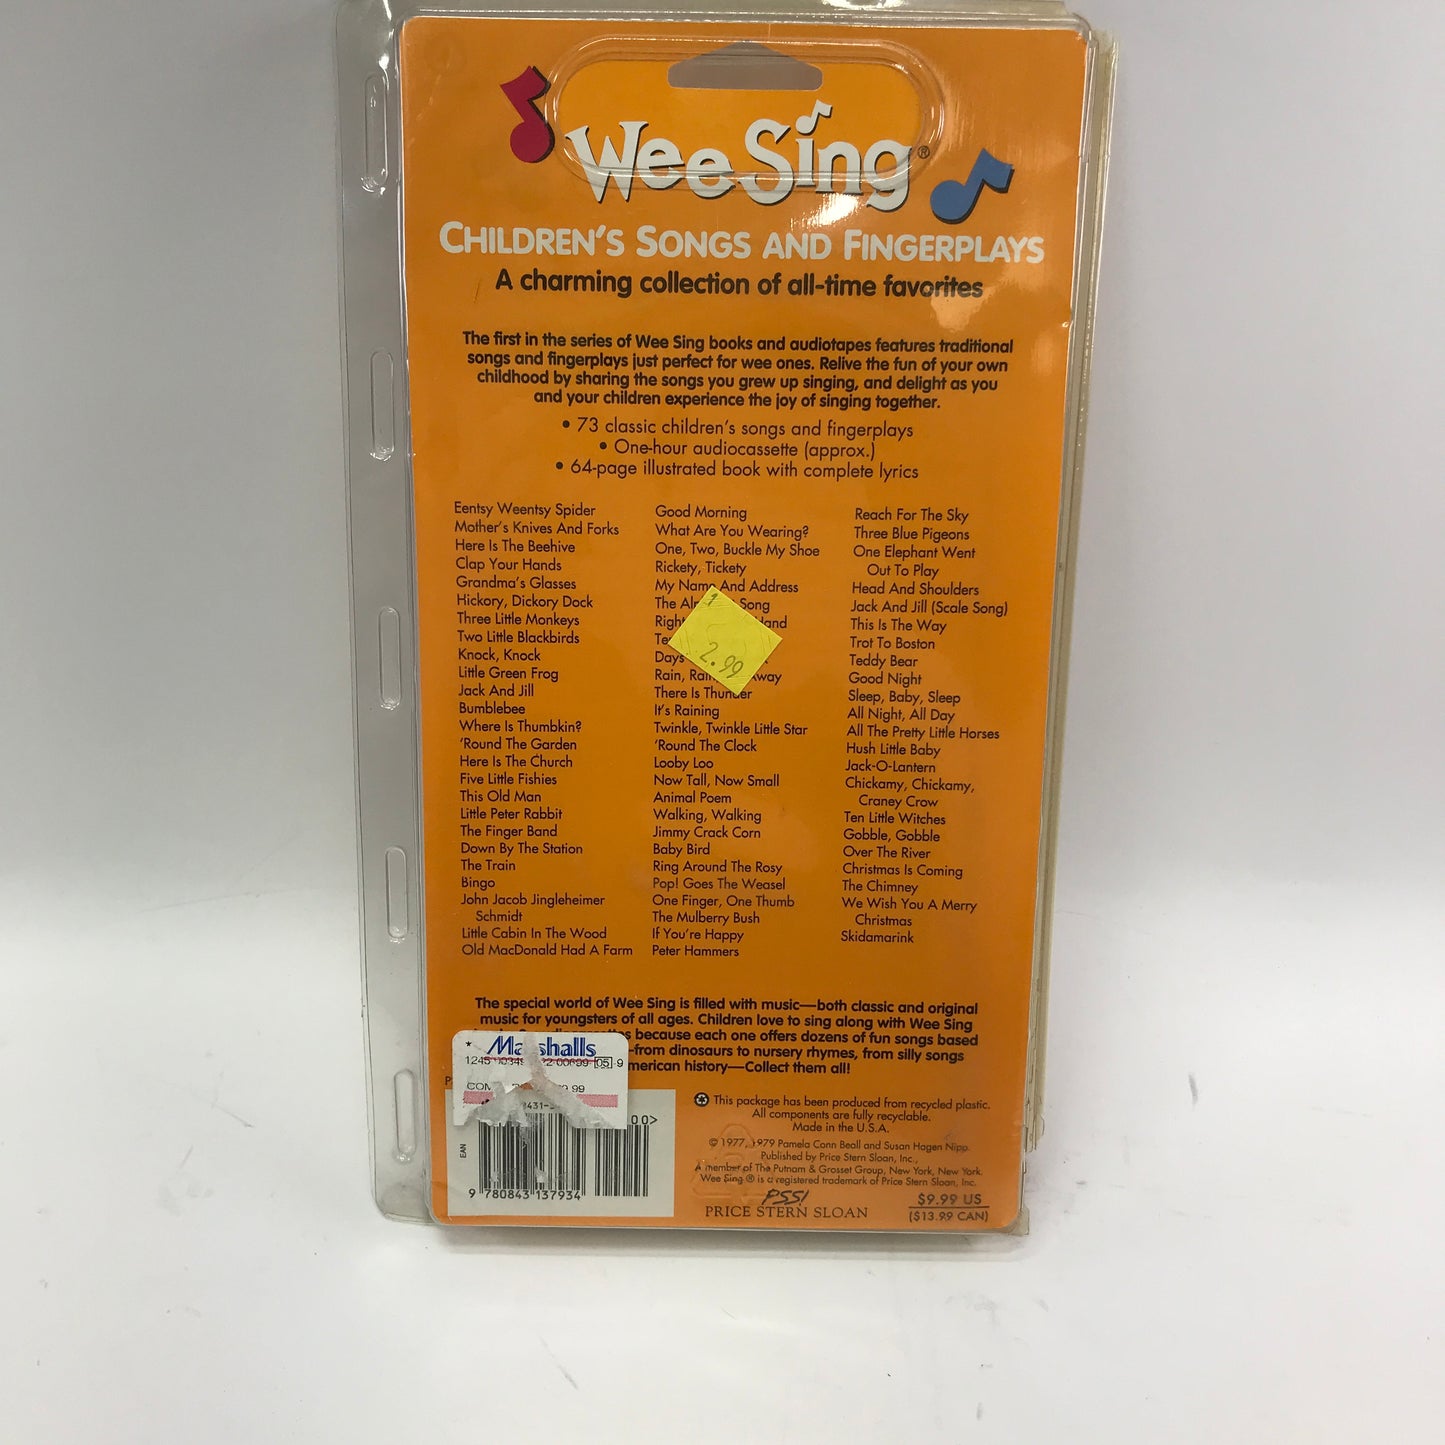 Wee Sing®
CHILDREN'S SONGS AND FINGERPLAYS
A charming collection of all-time favorites
The first in the series of Wee Sing books and audiotapes features traditional
songs and fingerplays just perfect for wee ones. Relive the fun of your own
childhood by sharing the songs you grew up singing, and delight as you
and your children experience the joy of singing together.
• 73 classic children's songs and fingerplays
• One-hour audiocassette (approx.)
• 64-page illustrated book with complete lyrics
Eentsy Weentsy Spider
Mother's Knives And Forks
Here Is The Beehive
Clap Your Hands
Grandma's Glasses
Hickory, Dickory Dock
Three Little Monkeys
Two Little Blackbirds
Knock, Knock
Little Green Frog
Jack And Jill
Bumblebee
Where Is Thumbkin?
'Round The Garden
Here Is The Church
Five Little Fishies
This Old Man
Little Peter Rabbit
The Finger Band
Down By The Station
The Train
Bingo
John Jacob Jingleheimer
Schmidt
Little Cabin In The Wood
Old MacDonald Had A Farm
Good Morning
What Are You Wearing?
One, Two, Buckle My Shoe
Rickety, Tickety
My Name And Address
The Song
Right
Days
Rain, Away
There Is Thunder
It's Raining
Twinkle, Twinkle Little Star
'Round The Clock
Looby Loo
Now Tall, Now Small
Animal Poem
Walking, Walking
Jimmy Crack Corn
Baby Bird
Ring Around The Rosy
Pop! Goes The Weasel
One Finger, One Thumb
The Mulberry Bush
If You're Happy
Peter Hammers
Reach For The Sky
Three Blue Pigeons
One Elephant Went
Out To Play
Head And Shoulders
Jack And Jill (Scale Song)
This Is The Way
Trot To Boston
Teddy Bear
Good Night
Sleep, Baby, Sleep
All Night, All Day
All The Pretty Little Horses
Hush Little Baby
Jack-O-Lantern
Chickamy, Chickamy,
Craney Crow
Ten Little Witches
Gobble, Gobble
Over The River
Christmas Is Coming
The Chimney
We Wish You A Merry
Christmas
Skidamarink
2.99
The special world of Wee Sing is filled with music—both classic and original
music for youngsters of all ages. Children love to sing along with Wee Sing
because each one offers dozens of fun songs based
—from dinosaurs to nursery rhymes, from silly songs
history—Collect them all!
Marshalls
EAN
9 780843 137934
00>
This package has been produced from recycled plastic.
All components are fully recyclable.
Made in the U.S.A.
© 1977, 1979 Pamela Conn Beall and Susan Hagen Nipp.
Published by Price Stern Sloan, Inc.,
A member of The Putnam & Grosset Group, New York, New York.
Wee Sing ® is a registered trademark of Price Stern Sloan, Inc.
PSS!
PRICE STERN SLOAN
$9.99 US
($13.99 CAN)